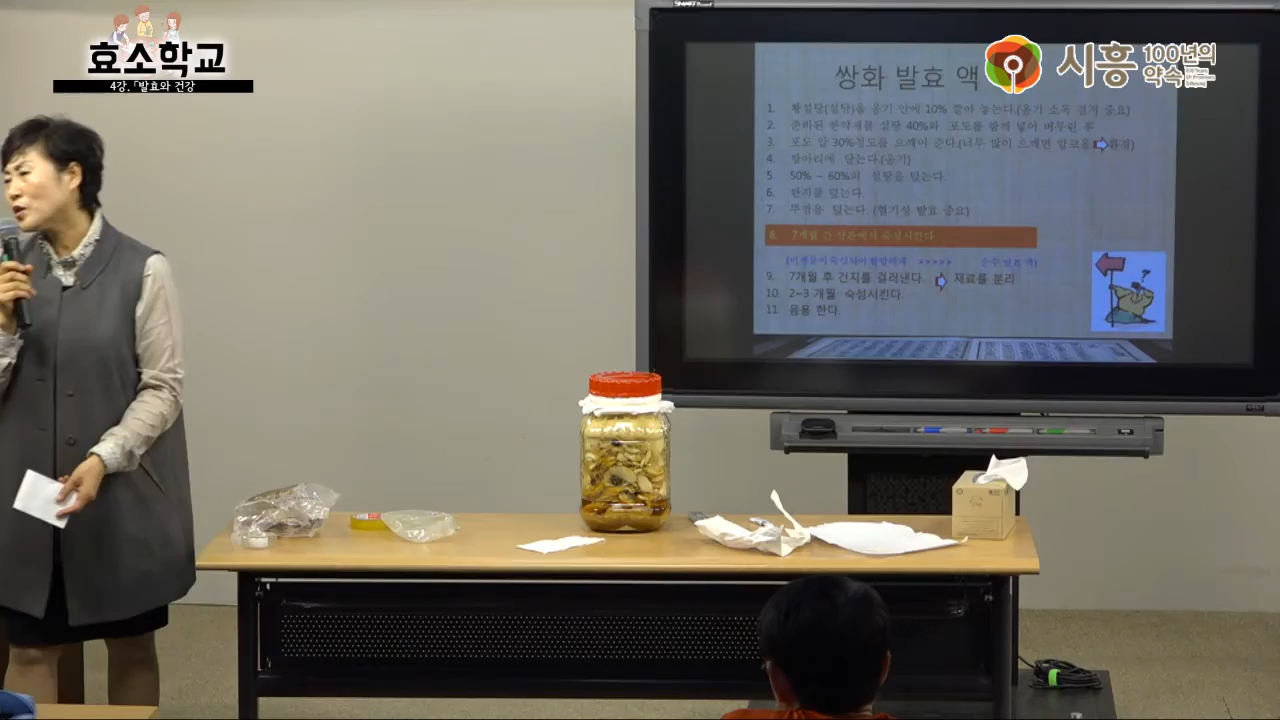 효소학교
4강.「발효와 건강
SMART Board
시흥 100년의 약속
쌍화 발효 액
1. 황설탕(설탕)을 옹기 안에 10% 깔아 놓는다.(옹기 소독 절차 중요)
2. 준비된 한약재를 설탕 40%와 포도를 함께 넣어 버무린 후
3. 포도 알 30%정도를 으깨어 준다.(너무 많이 으깨면 알코올 환경)
4. 항아리에 담는다.(옹기)
5. 50% ~ 60%의 설탕을 덮는다.
6. 한지를 덮는다.
7. 뚜껑을 덮는다. (혐기성 발효 중요)
8. 7개월 간 상온에서 숙성시킨다
>>>>>
9. 7개월 후 건지를 걸러낸다. 재료를 분리
10. 2~3 개월 숙성시킨다.
11. 음용 한다.